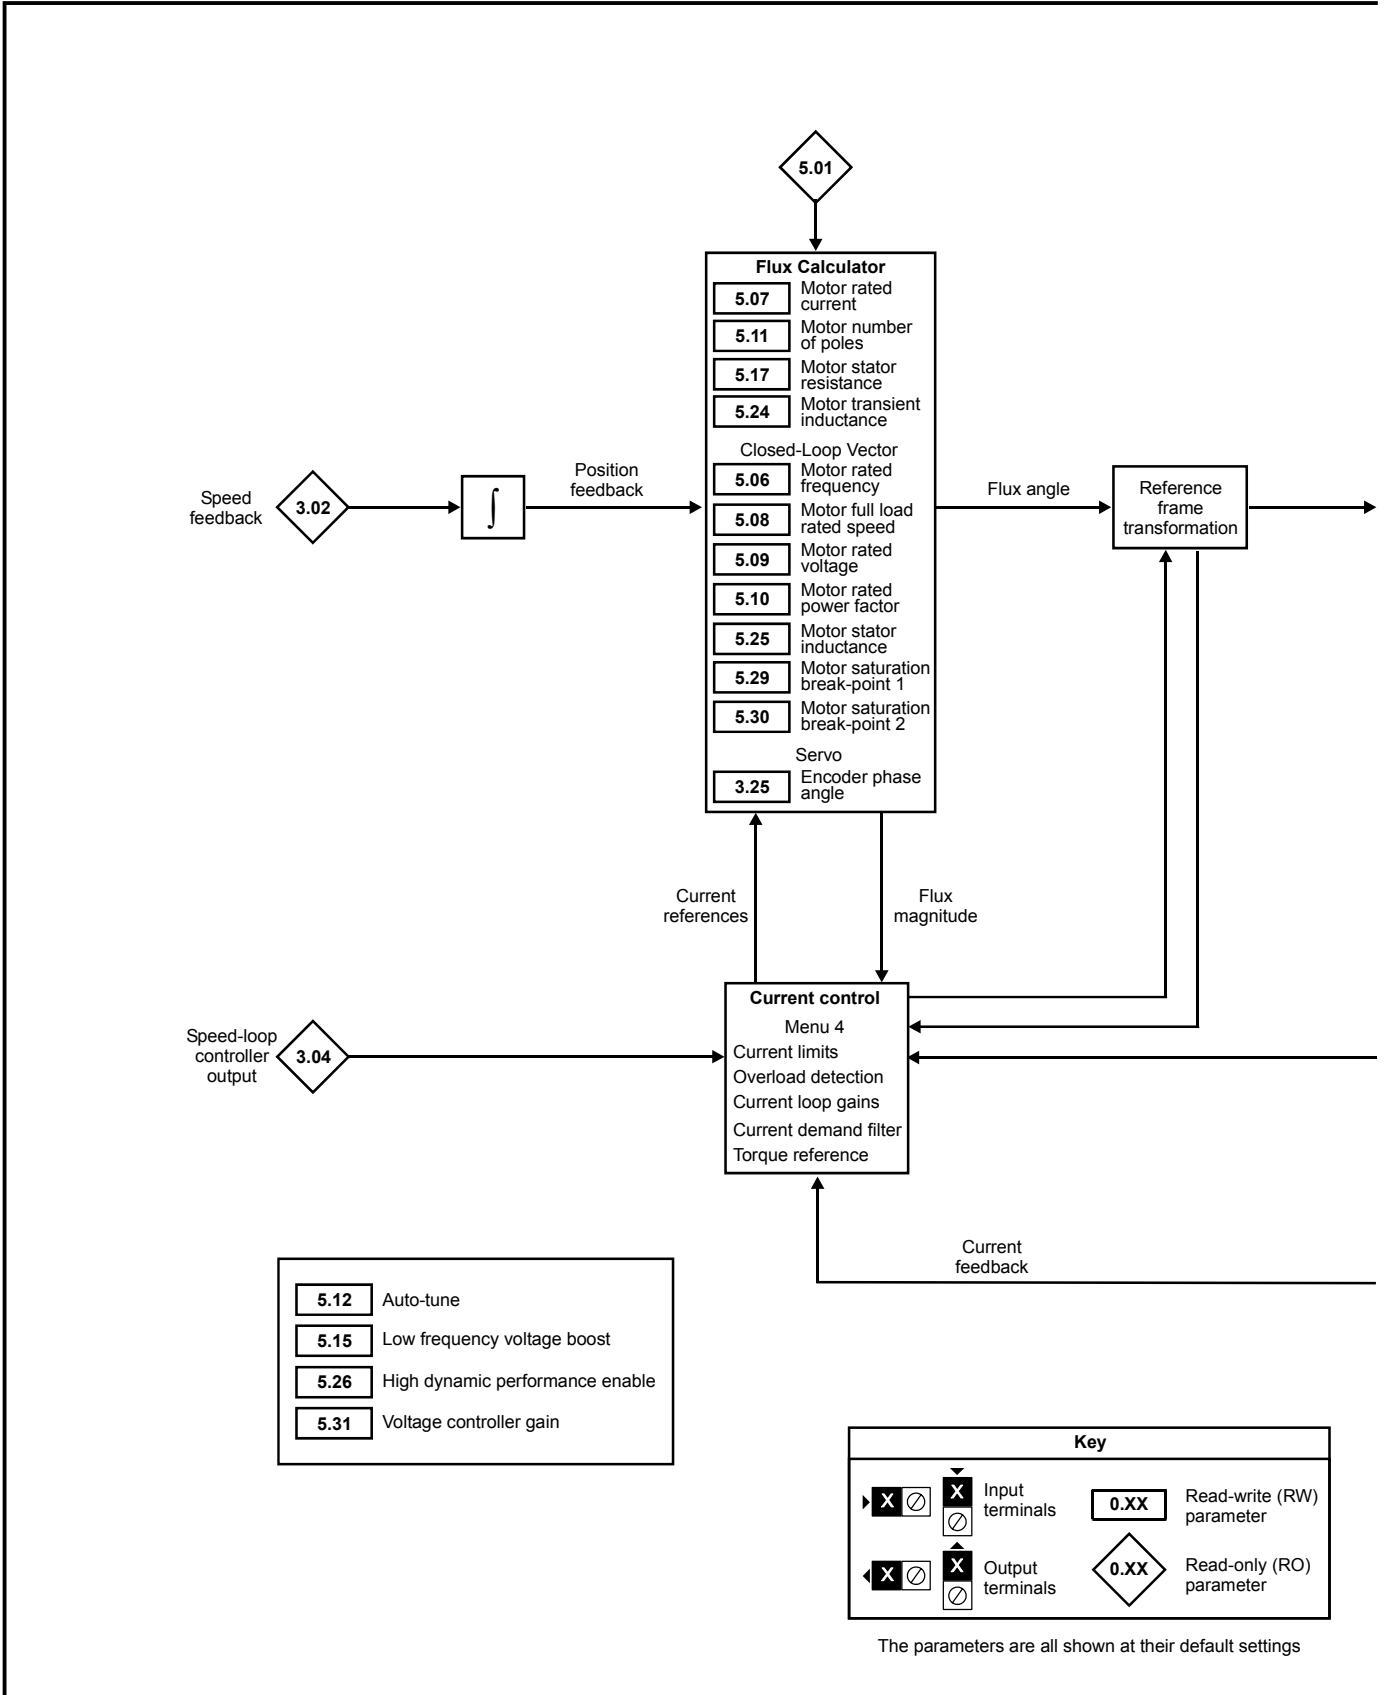 5.01
Flux Calculator
5.07 Motor rated
current
5.11 Motor number
of poles
5.17 Motor stator
resistance
5.24 Motor transient
inductance
Closed-Loop Vector
5.06 Motor rated
frequency
5.08 Motor full load
rated speed
5.09 Motor rated
voltage
5.10 Motor rated
power factor
5.25 Motor stator
inductance
5.29 Motor saturation
break-point 1
5.30 Motor saturation
break-point 2
Servo
3.25 Encoder phase
angle
Speed
feedback
3.02
∫
Position
feedback
Flux angle
Reference
frame
transformation
Current
references
Flux
magnitude
Speed-loop
controller
output
3.04
Current control
Menu 4
Current limits
Overload detection
Current loop gains
Current demand filter
Torque reference
Current
feedback
5.12 Auto-tune
5.15 Low frequency voltage boost
5.26 High dynamic performance enable
5.31 Voltage controller gain
Key
X X Input
terminals
0.XX Read-write (RW)
parameter
X X Output
terminals
0.XX Read-only (RO)
parameter
The parameters are all shown at their default settings